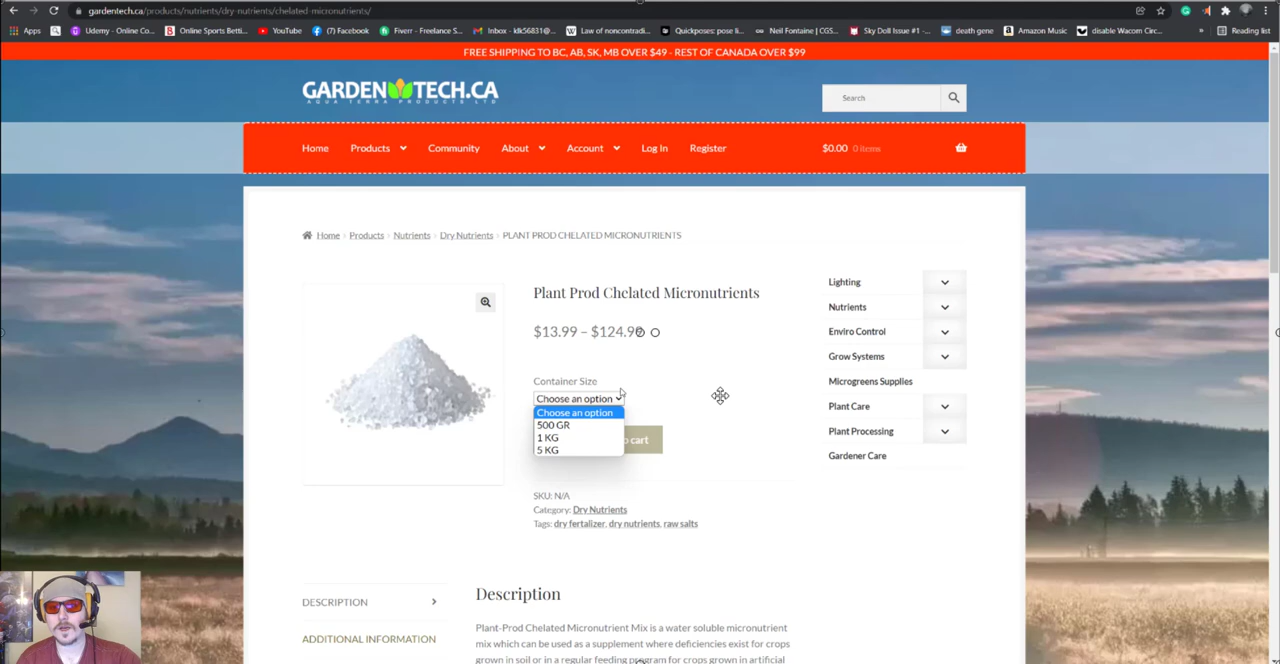 gardentech.ca/products/nutrients/dry-nutrients/chelated-micronutrients/
Apps Udemy - Online Co... Online Sports Betti... YouTube (7) Facebook Fiverr - Freelance S... Inbox - klk56831@g... Law of noncontradi... Quickposes: pose li... Neil Fontaine | CGS... Sky Doll Issue #1 -... death gene Amazon Music disable Wacom Circ... » Reading list
FREE SHIPPING TO BC, AB, SK, MB OVER $49 - REST OF CANADA OVER $99
GARDEN TECH.CA
AQUA TERRA PRODUCTS LTD
Search
Home Products Community About Account Log In Register $0.00 0 items
Home Products Nutrients Dry Nutrients PLANT PROD CHELATED MICRONUTRIENTS
Plant Prod Chelated Micronutrients
$13.99 – $124.99
Container Size
Choose an option
Choose an option
500 GR
1 KG
5 KG
o cart
SKU: N/A
Category: Dry Nutrients
Tags: dry fertalizer, dry nutrients, raw salts
Lighting
Nutrients
Enviro Control
Grow Systems
Microgreens Supplies
Plant Care
Plant Processing
Gardener Care
DESCRIPTION
ADDITIONAL INFORMATION
Description
Plant-Prod Chelated Micronutrient Mix is a water soluble micronutrient
mix which can be used as a supplement where deficiencies exist for crops
grown in soil or in a regular feeding program for crops grown in artificial